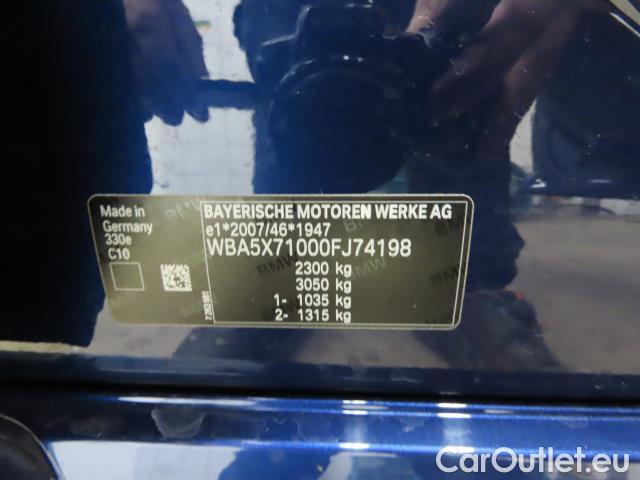 Made in
Germany
330e
C10
BAYERISCHE MOTOREN WERKE AG
e1*2007/46*1947
WBA5X71000FJ74198
2300 kg
3050 kg
1- 1035 kg
2- 1315 kg
BMW
CarOutlet.eu